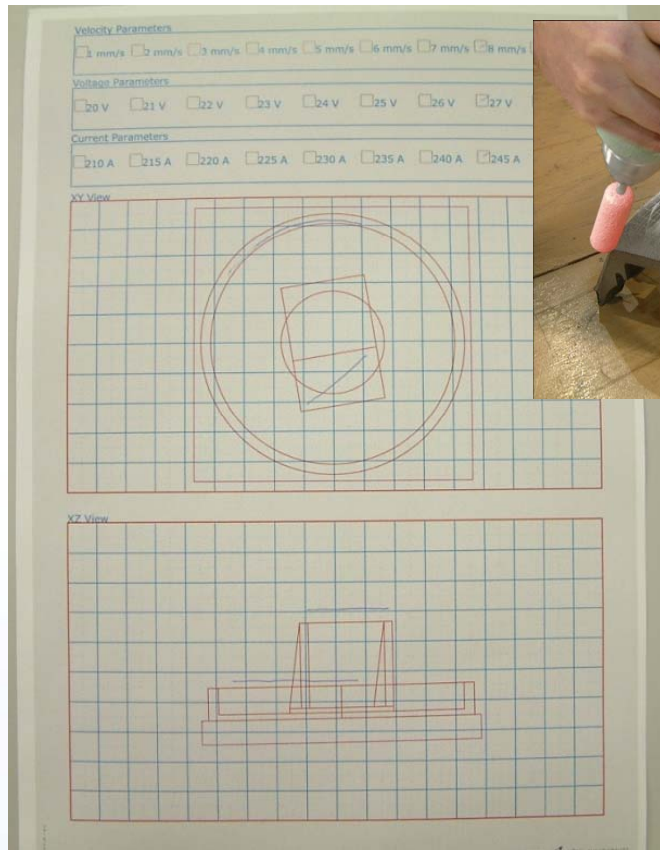 Velocity Parameters
1 mm/s 2 mm/s 3 mm/s 4 mm/s 5 mm/s 6 mm/s 7 mm/s 8 mm/s
Voltage Parameters
20 V 21 V 22 V 23 V 24 V 25 V 26 V 27 V
Current Parameters
210 A 215 A 220 A 225 A 230 A 235 A 240 A 245 A
XY View
XZ View